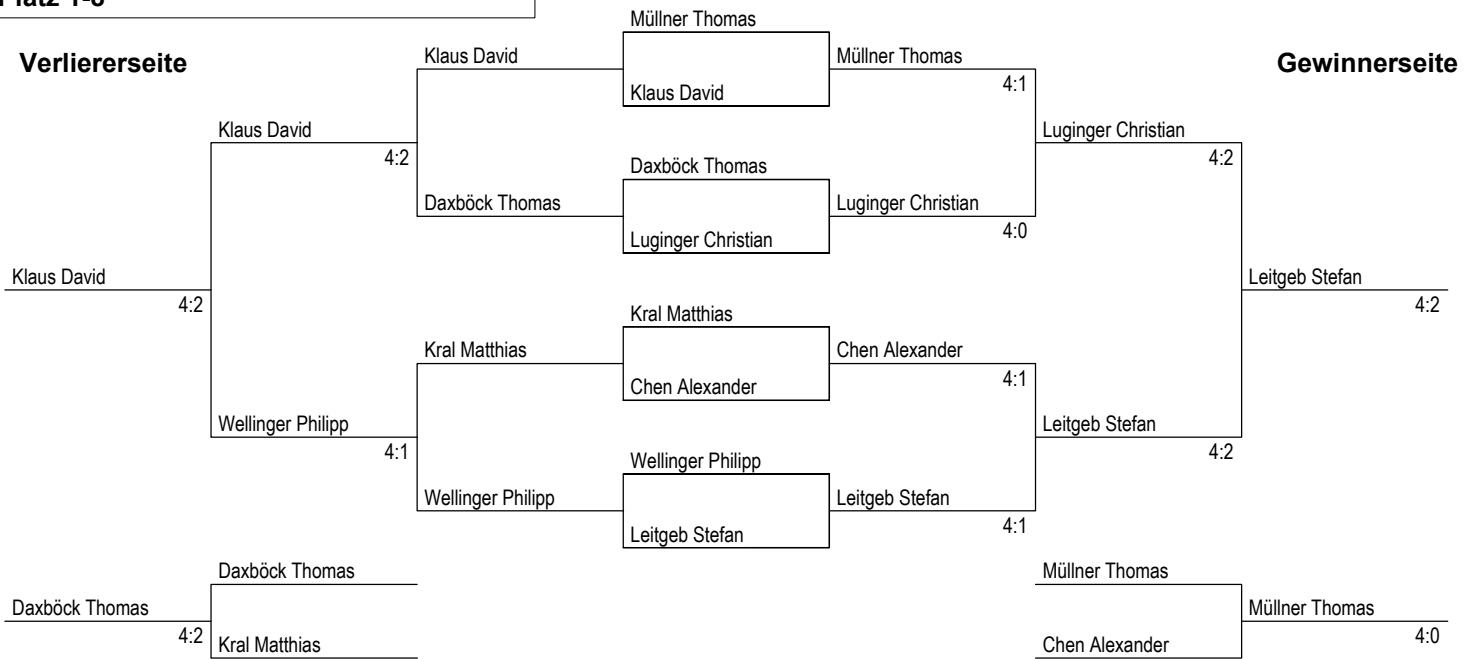 Müllner Thomas
Verliererseite
Klaus David
Müllner Thomas
Gewinnerseite
Klaus David
4:1
Klaus David
Luginger Christian
4:2
4:2
Daxböck Thomas
Daxböck Thomas
Luginger Christian
4:0
Luginger Christian
Klaus David
Leitgeb Stefan
4:2
4:2
Kral Matthias
Kral Matthias
Chen Alexander
4:1
Chen Alexander
Wellinger Philipp
Leitgeb Stefan
4:1
4:2
Wellinger Philipp
Wellinger Philipp
Leitgeb Stefan
4:1
Leitgeb Stefan
Daxböck Thomas
Müllner Thomas
Daxböck Thomas
Müllner Thomas
4:2
Kral Matthias
Chen Alexander
4:0